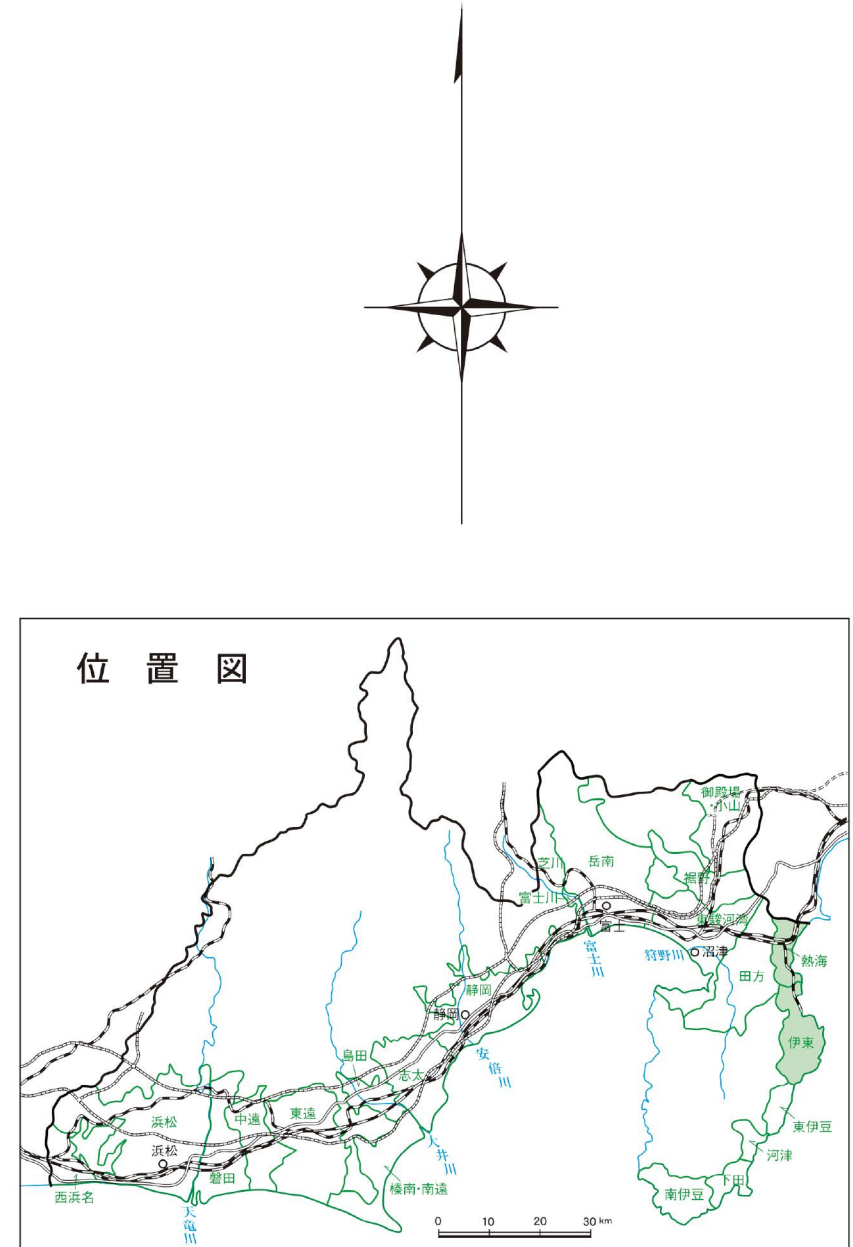 位置図
御殿場
・小山
芝川
岳南
裾野
富士川
富士
東駿河湾
富士川
狩野川
沼津
熱海
田方
静岡
静岡
伊東
安倍川
島田
志太
浜松
中遠
東遠
東伊豆
浜松
大井川
河津
磐田
榛南・南遠
下田
南伊豆
西浜名
天竜川
0 10 20 30 km